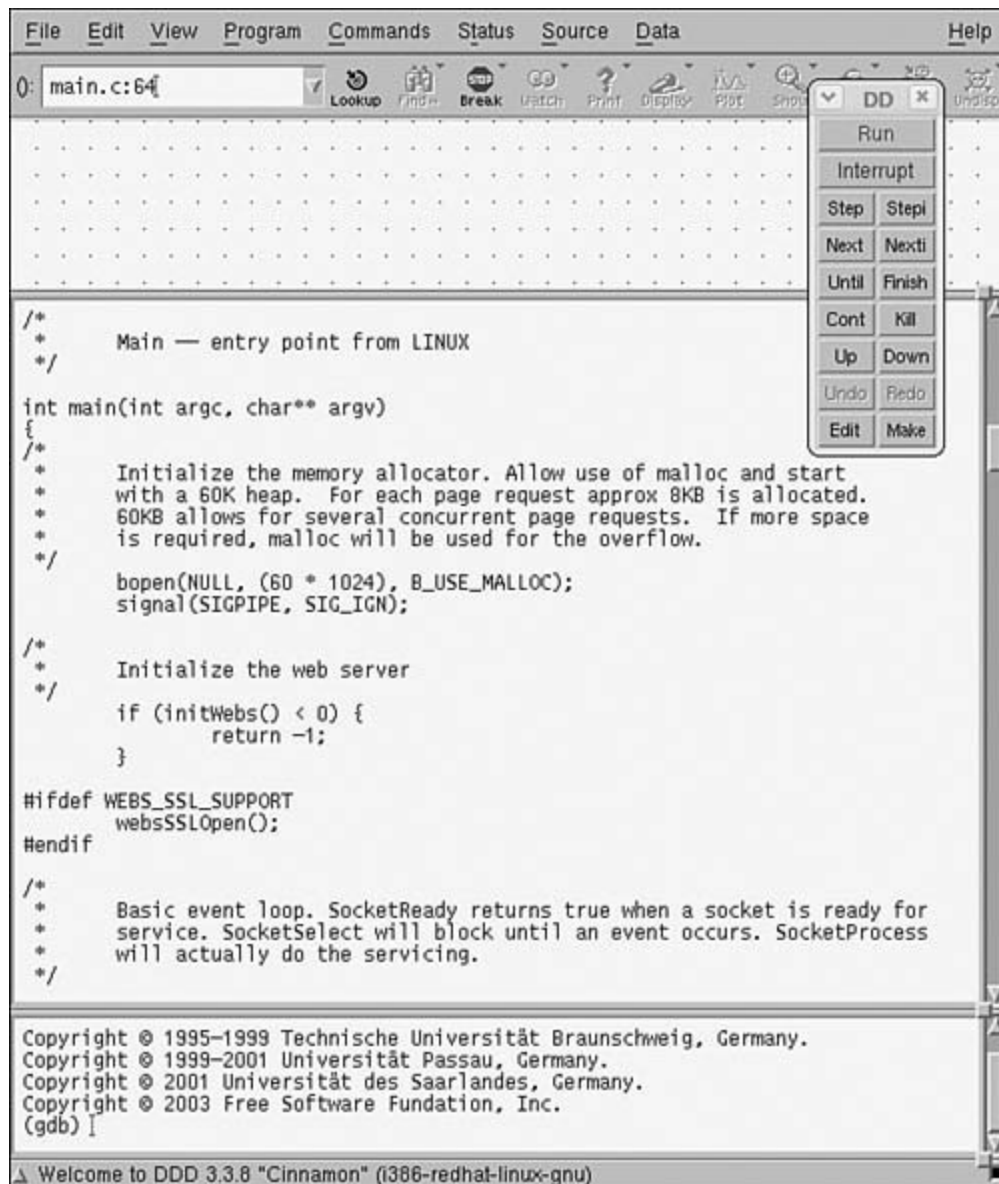 File Edit View Program Commands Status Source Data Help
(): main.c:64
Lookup Find» Break Watch Print Display Plot Undisp
DD
Run
Interrupt
Step Stepi
Next Nexti
Until Finish
Cont Kill
Up Down
Undo Redo
Edit Make
/*
 *      Main — entry point from LINUX
 */
int main(int argc, char** argv)
{
/*
 *      Initialize the memory allocator. Allow use of malloc and start
 *      with a 60K heap.  For each page request approx 8KB is allocated.
 *      60KB allows for several concurrent page requests.  If more space
 *      is required, malloc will be used for the overflow.
 */
        bopen(NULL, (60 * 1024), B_USE_MALLOC);
        signal(SIGPIPE, SIG_IGN);
/*
 *      Initialize the web server
 */
        if (initWebs() < 0) {
                return -1;
        }
#ifdef WEBS_SSL_SUPPORT
        websSSLOpen();
#endif
/*
 *      Basic event loop. SocketReady returns true when a socket is ready for
 *      service. SocketSelect will block until an event occurs. SocketProcess
 *      will actually do the servicing.
 */
Copyright © 1995-1999 Technische Universität Braunschweig, Germany.
Copyright © 1999-2001 Universität Passau, Germany.
Copyright © 2001 Universität des Saarlandes, Germany.
Copyright © 2003 Free Software Fundation, Inc.
(gdb)
Welcome to DDD 3.3.8 "Cinnamon" (i386-redhat-linux-gnu)